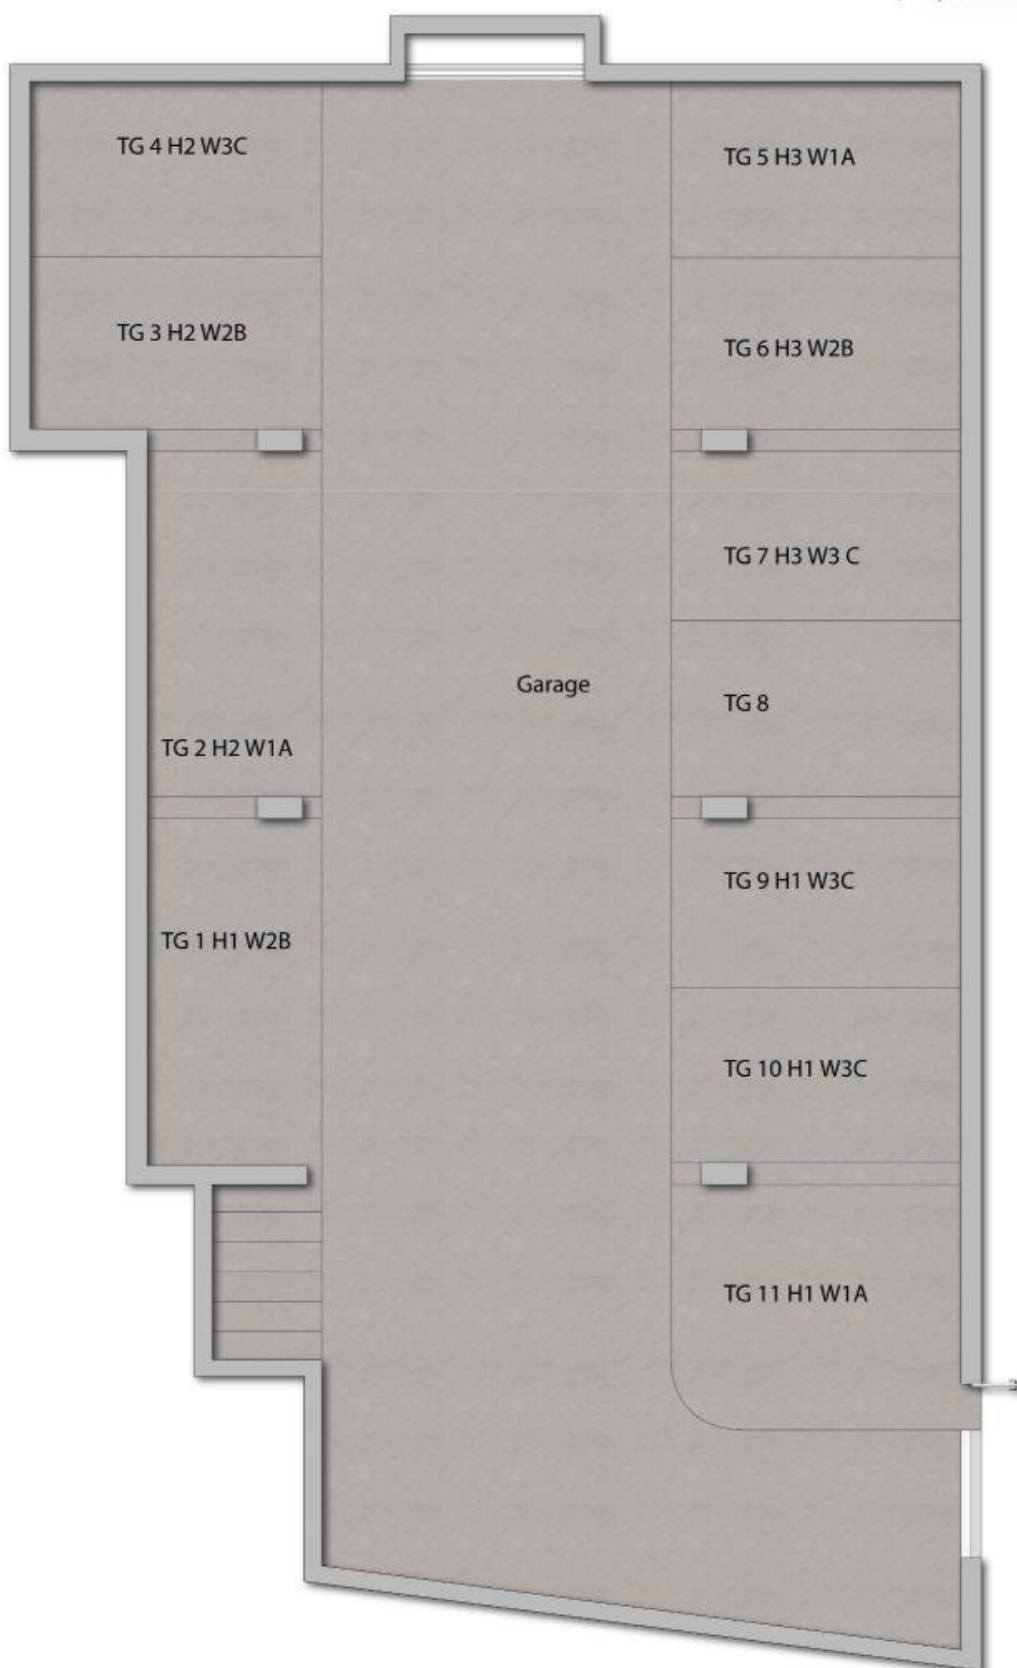 TG 4 H2 W3C
TG 5 H3 W1A
TG 3 H2 W2B
TG 6 H3 W2B
TG 7 H3 W3 C
Garage
TG 8
TG 2 H2 W1A
TG 9 H1 W3C
TG 1 H1 W2B
TG 10 H1 W3C
TG 11 H1 W1A